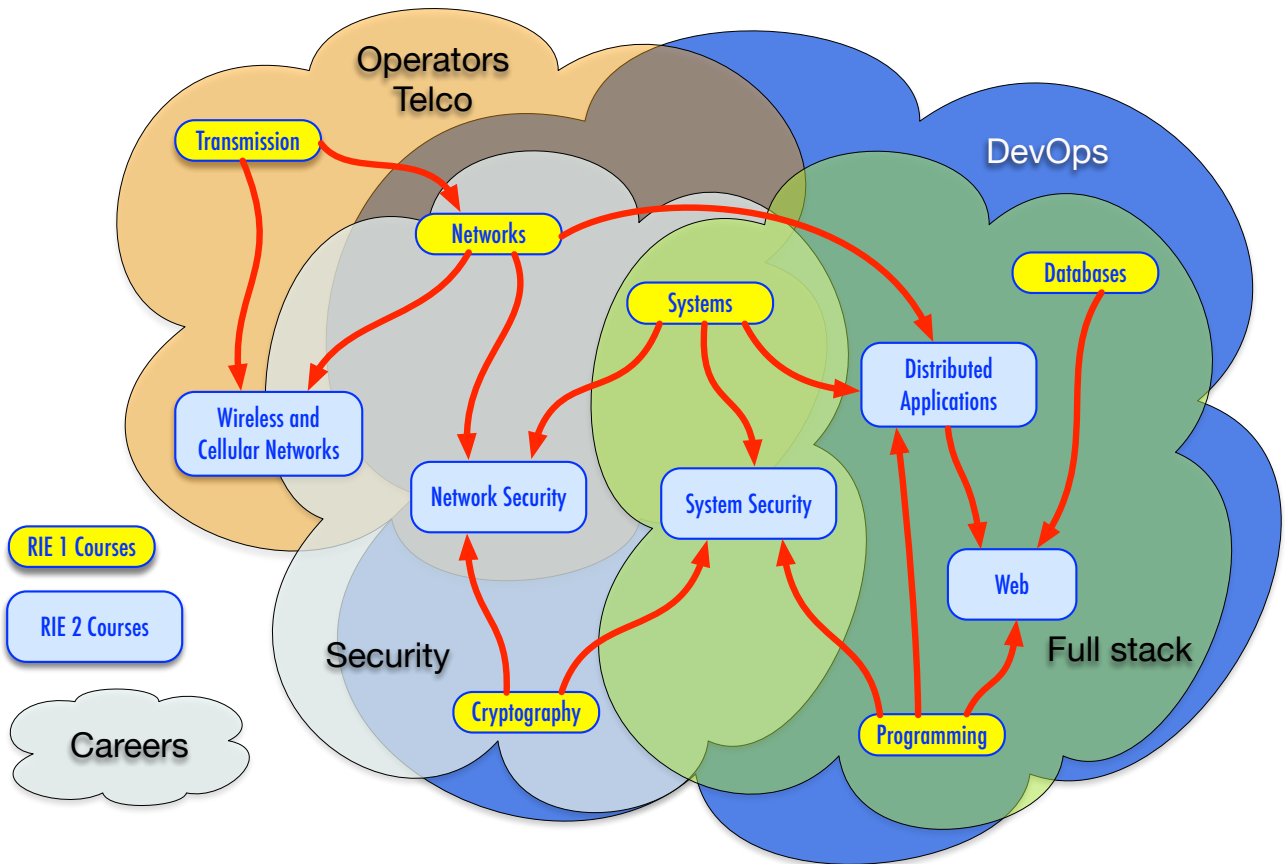 Operators
Telco
Transmission
DevOps
Networks
Databases
Systems
Distributed
Applications
Wireless and
Cellular Networks
Network Security
System Security
RIE 1 Courses
Web
RIE 2 Courses
Security
Full stack
Cryptography
Programming
Careers